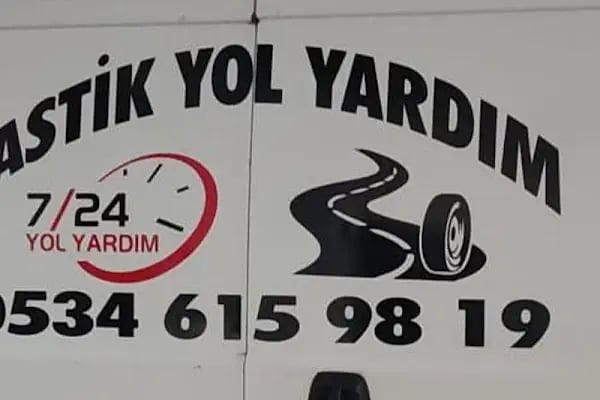 ASTİK YOL YARDIM
7/24
YOL YARDIM
0534 615 98 19